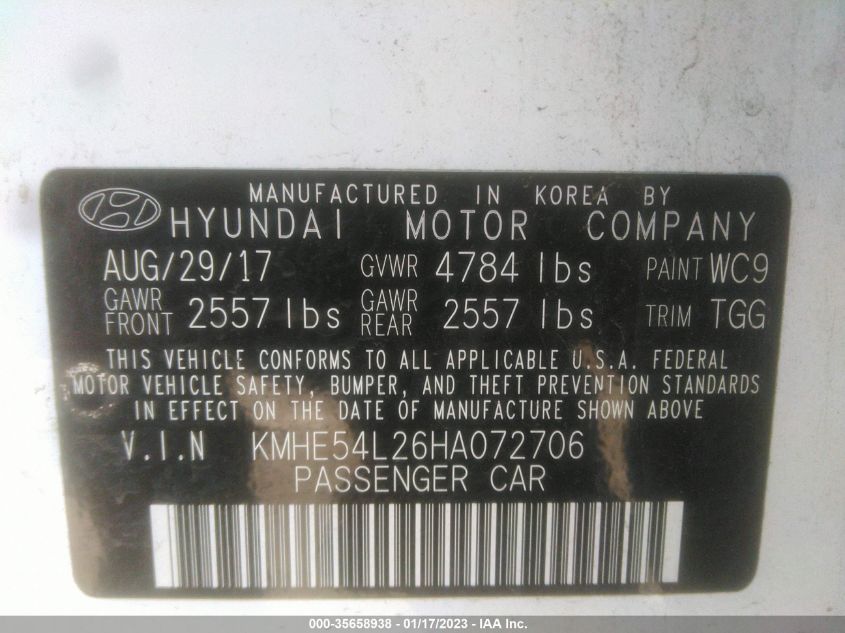 MANUFACTURED IN KOREA BY
HYUNDAI MOTOR COMPANY
AUG/29/17 GVWR 4784 lbs PAINT WC9
GAWR FRONT 2557 lbs GAWR REAR 2557 lbs TRIM TGG
THIS VEHICLE CONFORMS TO ALL APPLICABLE U.S.A. FEDERAL
MOTOR VEHICLE SAFETY, BUMPER, AND THEFT PREVENTION STANDARDS
IN EFFECT ON THE DATE OF MANUFACTURE SHOWN ABOVE
V.I.N KMHE54L26HA072706
PASSENGER CAR
000-35658938 - 01/17/2023 - IAA Inc.